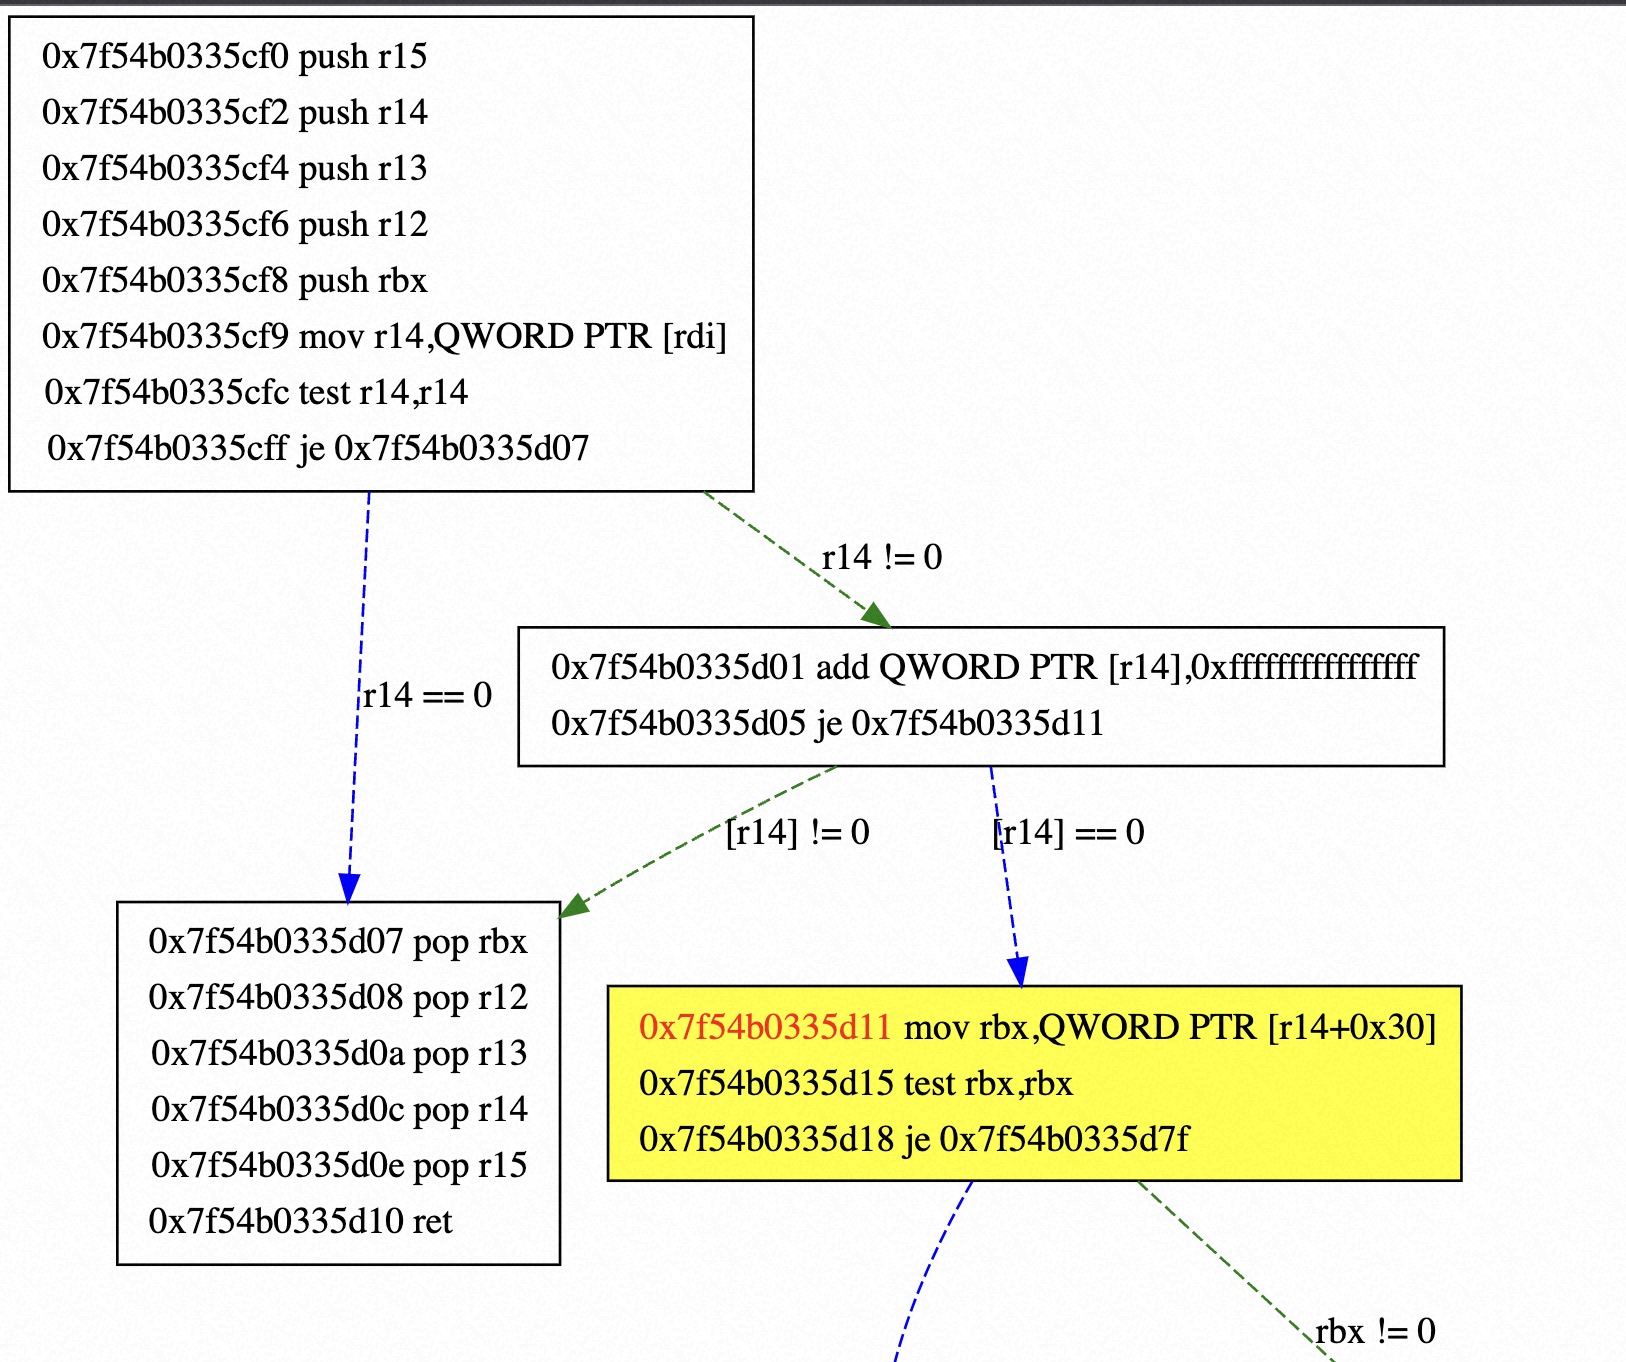 0x7f54b0335cf0 push r15
0x7f54b0335cf2 push r14
0x7f54b0335cf4 push r13
0x7f54b0335cf6 push r12
0x7f54b0335cf8 push rbx
0x7f54b0335cf9 mov r14,QWORD PTR [rdi]
0x7f54b0335cfc test r14,r14
0x7f54b0335cff je 0x7f54b0335d07
r14 != 0
0x7f54b0335d01 add QWORD PTR [r14],0xffffffffffffffff
0x7f54b0335d05 je 0x7f54b0335d11
r14 == 0
[r14] != 0
[r14] == 0
0x7f54b0335d07 pop rbx
0x7f54b0335d08 pop r12
0x7f54b0335d0a pop r13
0x7f54b0335d0c pop r14
0x7f54b0335d0e pop r15
0x7f54b0335d10 ret
0x7f54b0335d11 mov rbx,QWORD PTR [r14+0x30]
0x7f54b0335d15 test rbx,rbx
0x7f54b0335d18 je 0x7f54b0335d7f
rbx != 0